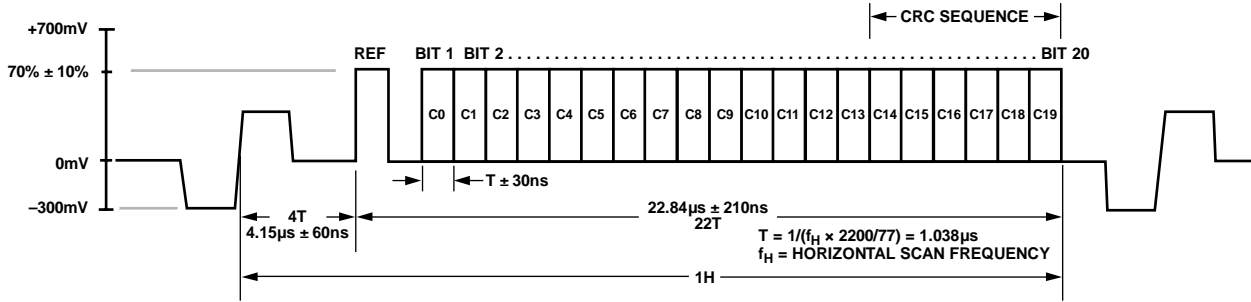 CRC SEQUENCE
+700mV
REF
BIT 1 BIT 2 . . . . . . . . . . . . . . . . . . . . . . . . . . . . . . . . . . . . . . . . . . . . . . . . . . . . . . . . . . . . . . . . . BIT 20
70% ± 10%
C0 C1 C2 C3 C4 C5 C6 C7 C8 C9 C10 C11 C12 C13 C14 C15 C16 C17 C18 C19
0mV
T ± 30ns
–300mV
4T
4.15µs ± 60ns
22.84µs ± 210ns
22T
T = 1/(fH × 2200/77) = 1.038µs
fH = HORIZONTAL SCAN FREQUENCY
1H